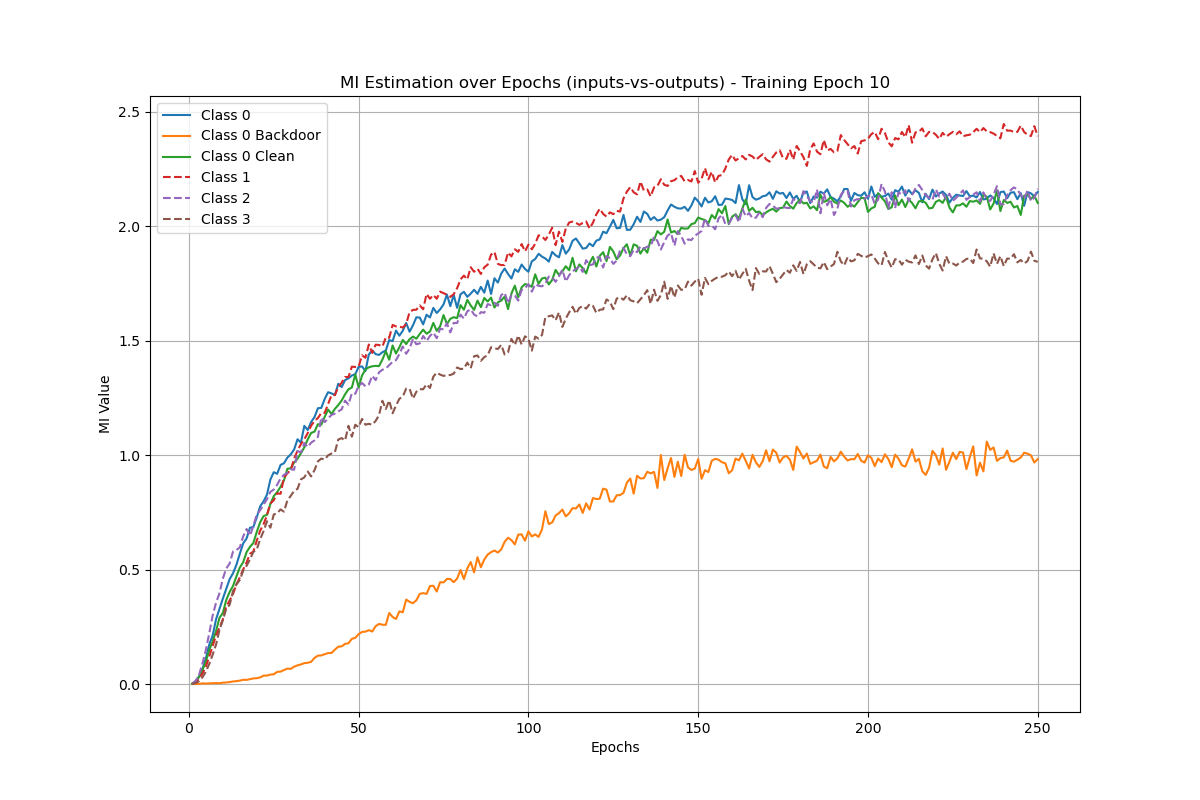 MI Estimation over Epochs (inputs-vs-outputs) - Training Epoch 10
Class 0
Class 0 Backdoor
Class 0 Clean
Class 1
Class 2
Class 3
2.5
2.0
1.5
1.0
0.5
0.0
MI Value
0 50 100 150 200 250
Epochs